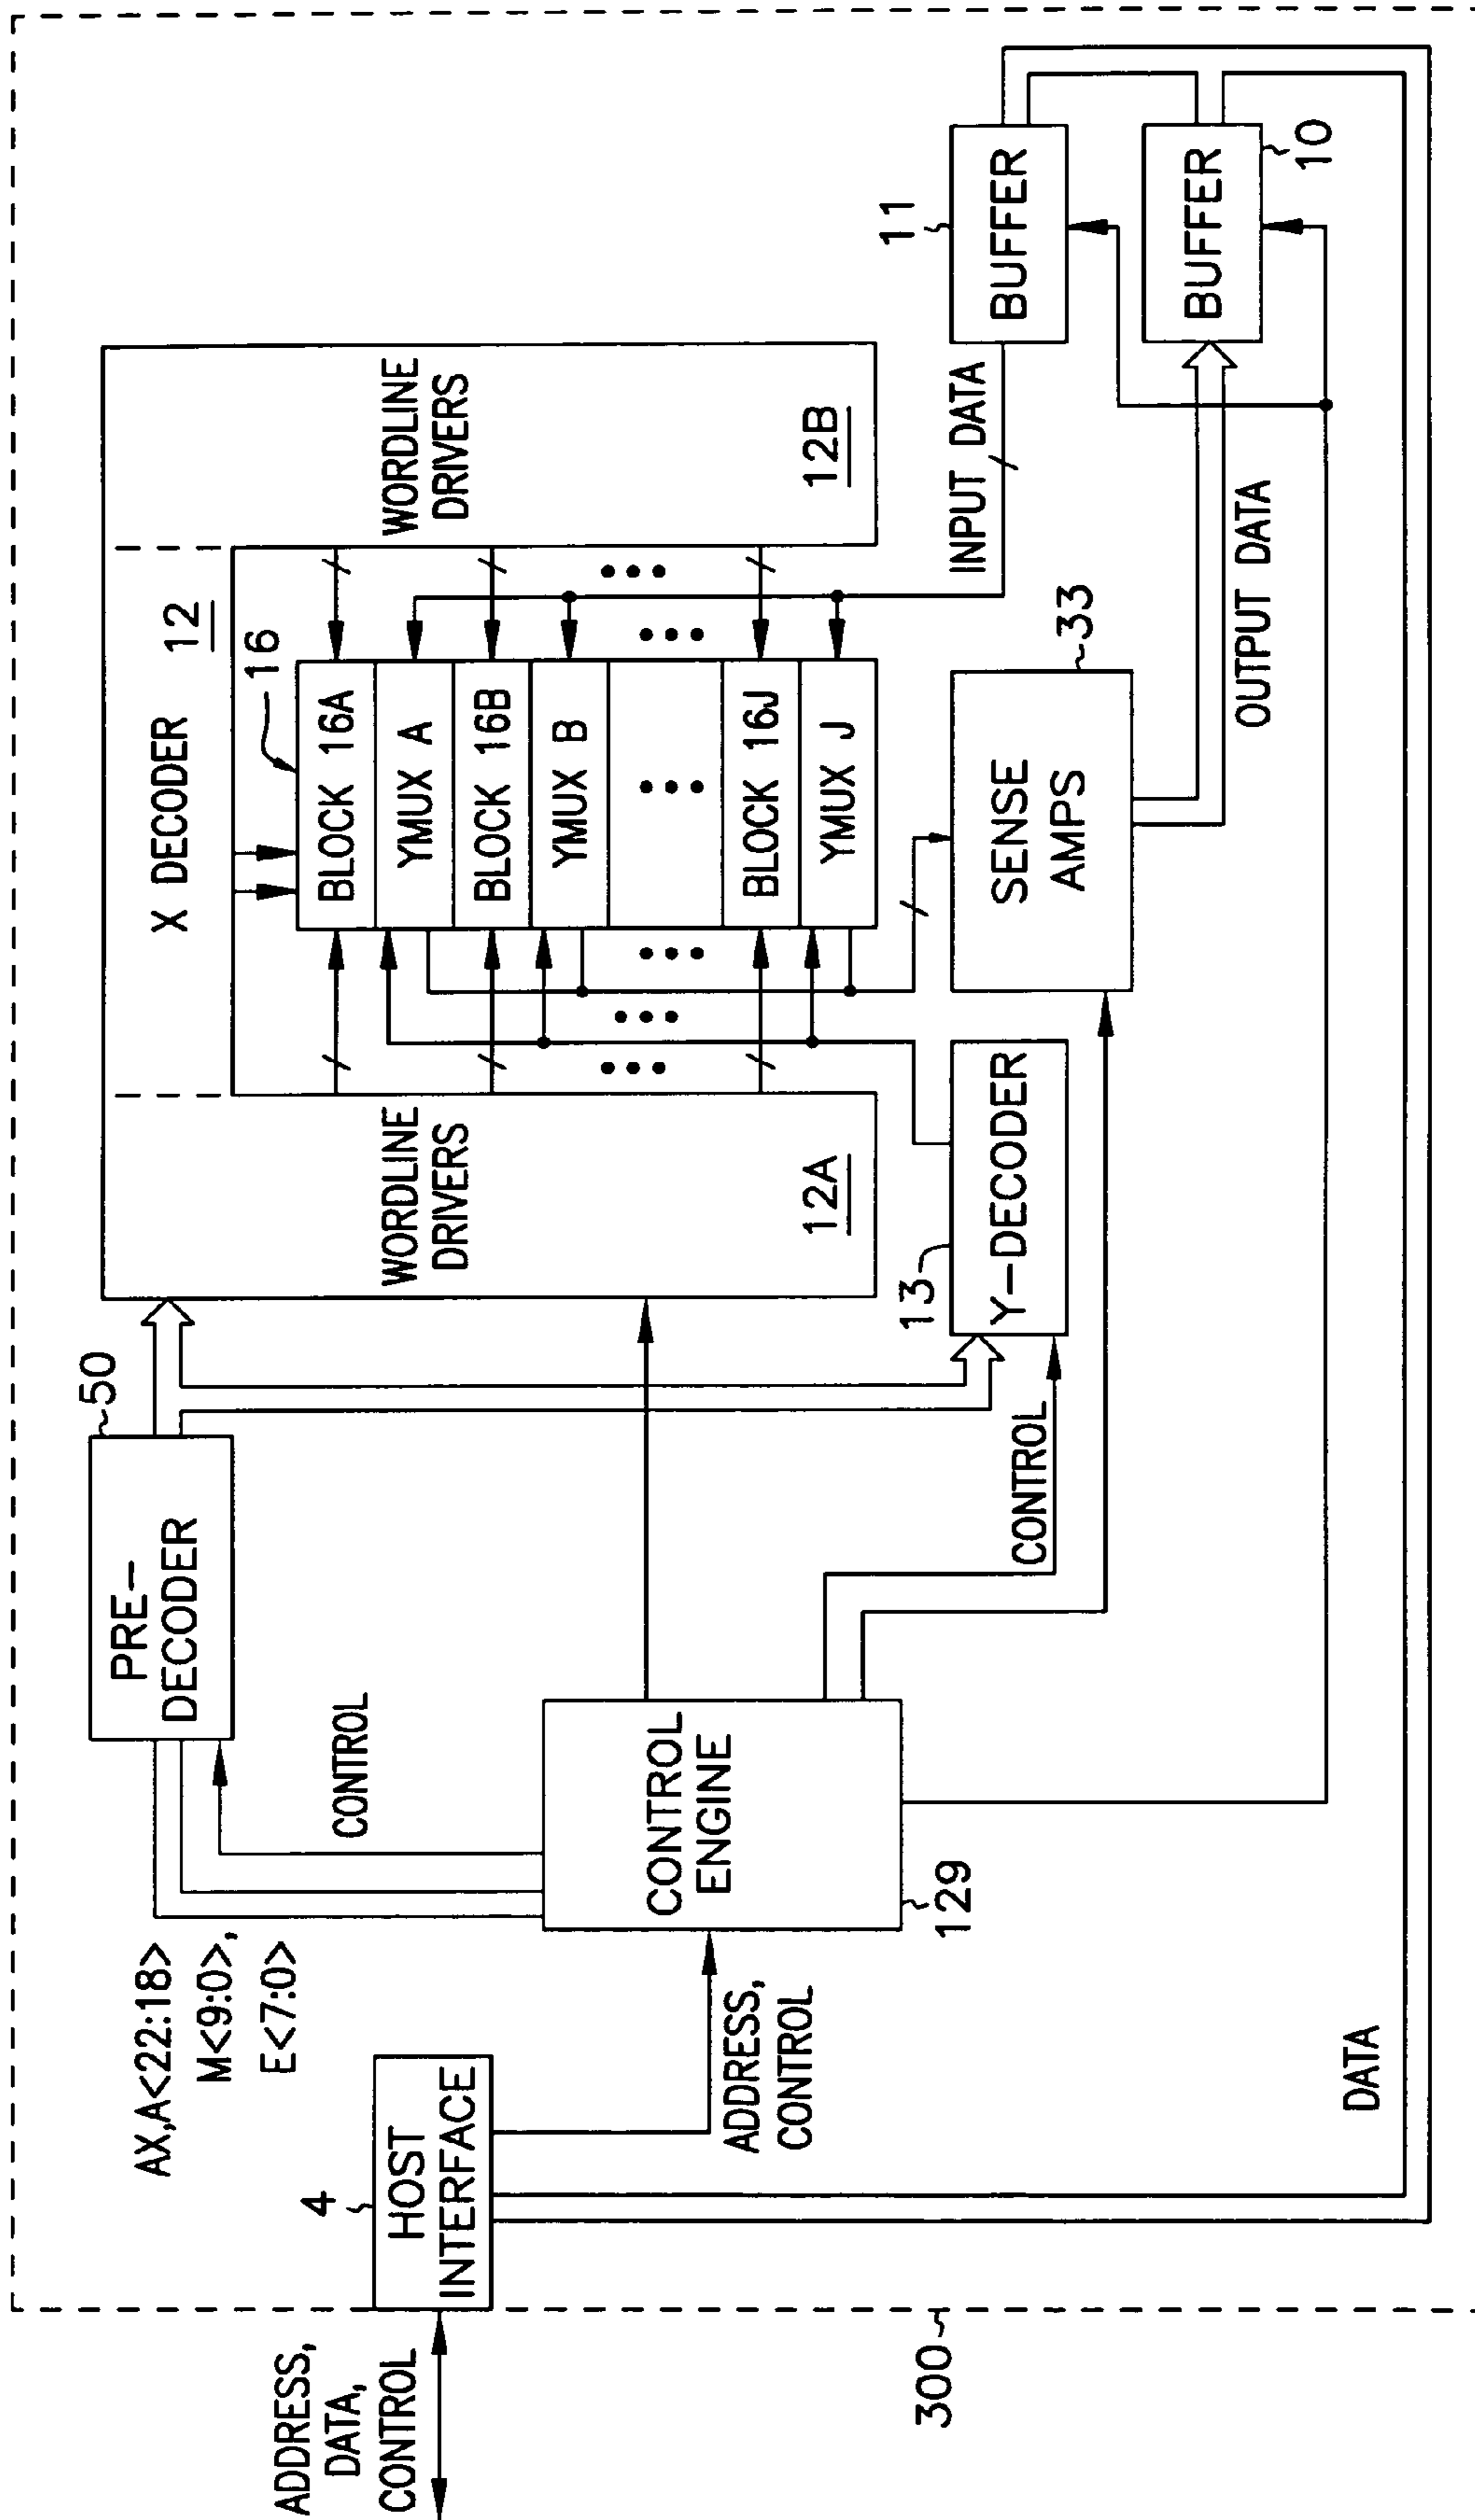 ADDRESS,
DATA,
CONTROL
300
4
HOST
INTERFACE
AX,A<22:18>
M<9:0>,
E<7:0>
ADDRESS,
CONTROL
CONTROL
PRE-
DECODER
50
CONTROL
ENGINE
129
CONTROL
DATA
X DECODER
12
WORDLINE
DRIVERS
12A
16
BLOCK 16A
YMUX A
BLOCK 16B
YMUX B
BLOCK 16J
YMUX J
WORDLINE
DRIVERS
12B
13
Y-DECODER
SENSE
AMPS
33
INPUT DATA
OUTPUT DATA
11
BUFFER
BUFFER
10